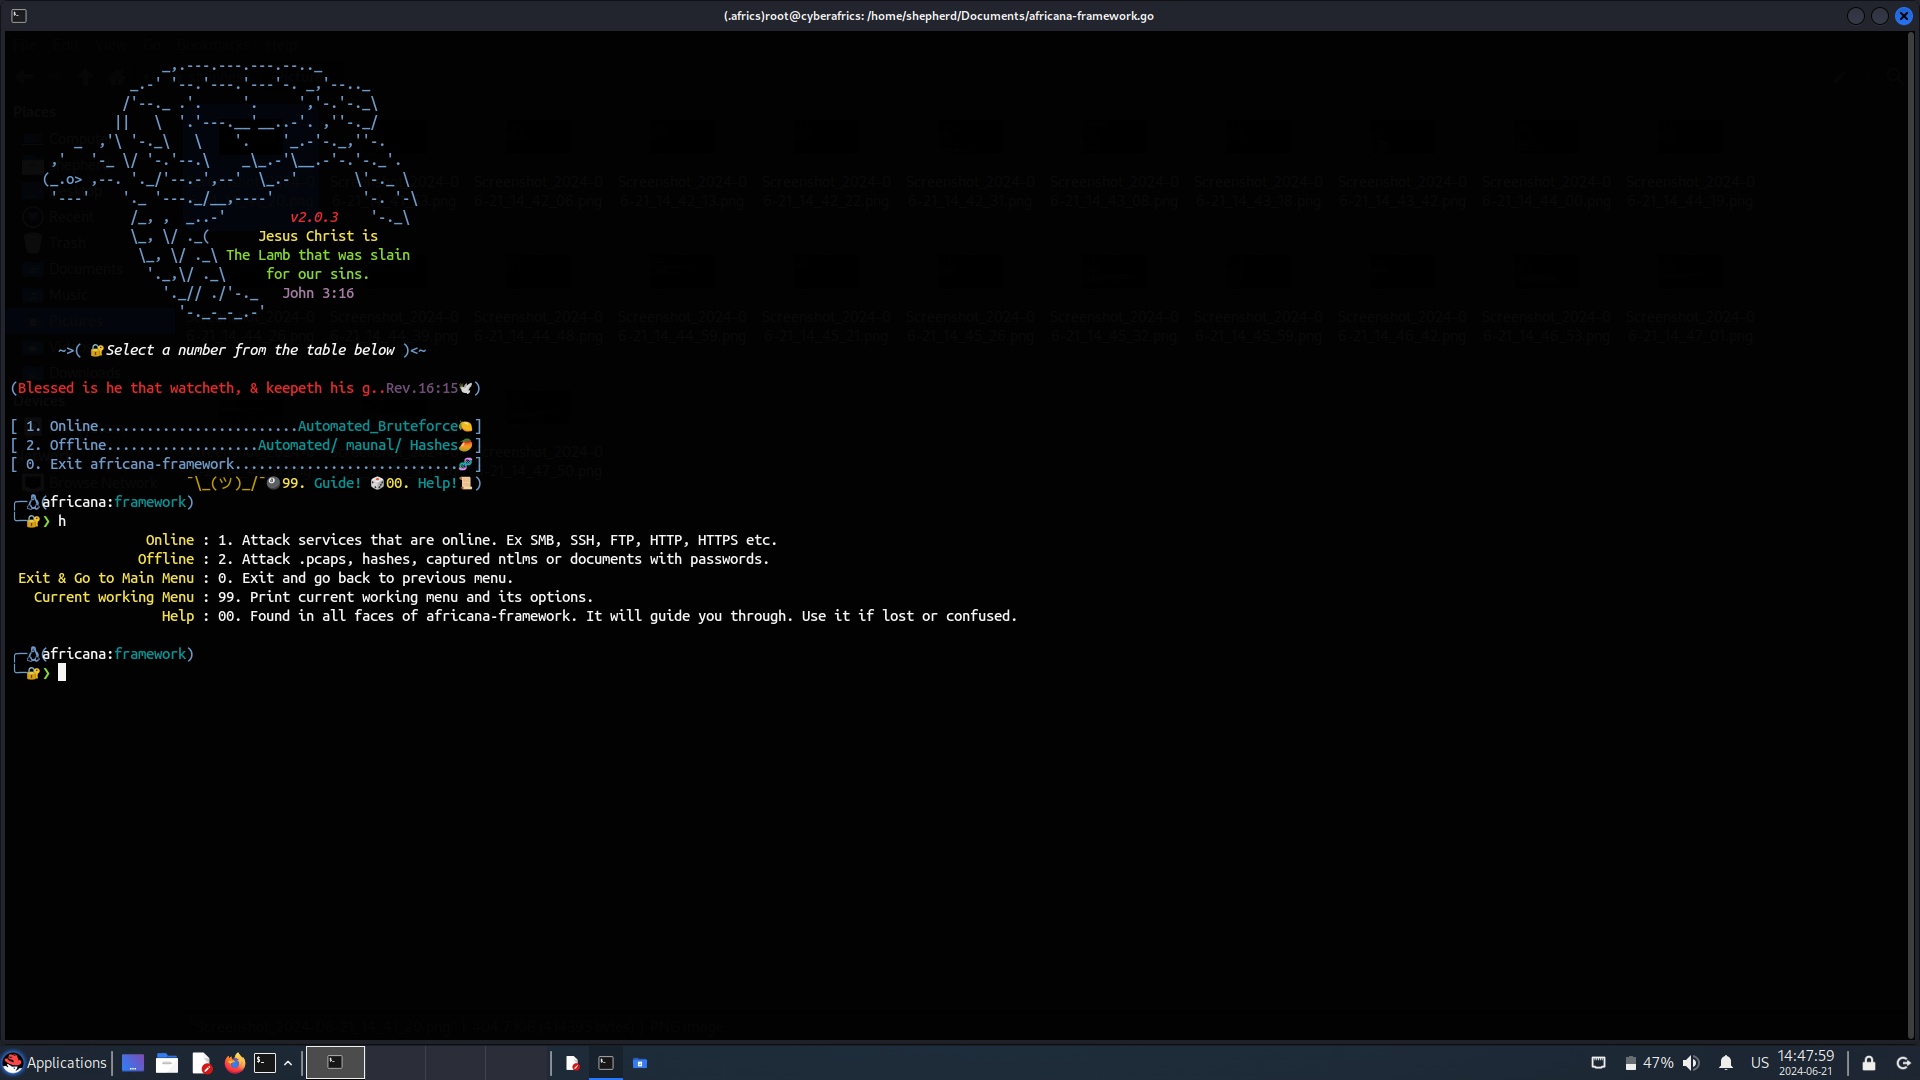 (.africs)root@cyberafrics: /home/shepherd/Documents/africana-framework.go
v2.0.3
Jesus Christ is
The Lamb that was slain
for our sins.
John 3:16
~>( 🔐Select a number from the table below )<~
(Blessed is he that watcheth, & keepeth his g..Rev.16:15🕊)
[ 1. Online.........................Automated_Bruteforce🍋]
[ 2. Offline...................Automated/ maunal/ Hashes🥭]
[ 0. Exit africana-framework............................🧬]
¯\_(ツ)_/¯🎱99. Guide! 🎲00. Help!📜)
╭─🐧(africana:framework)
╰─🔐❯ h
Online : 1. Attack services that are online. Ex SMB, SSH, FTP, HTTP, HTTPS etc.
Offline : 2. Attack .pcaps, hashes, captured ntlms or documents with passwords.
Exit & Go to Main Menu : 0. Exit and go back to previous menu.
Current working Menu : 99. Print current working menu and its options.
Help : 00. Found in all faces of africana-framework. It will guide you through. Use it if lost or confused.
╭─🐧(africana:framework)
╰─🔐❯
Applications
47%
US
14:47:59
2024-06-21